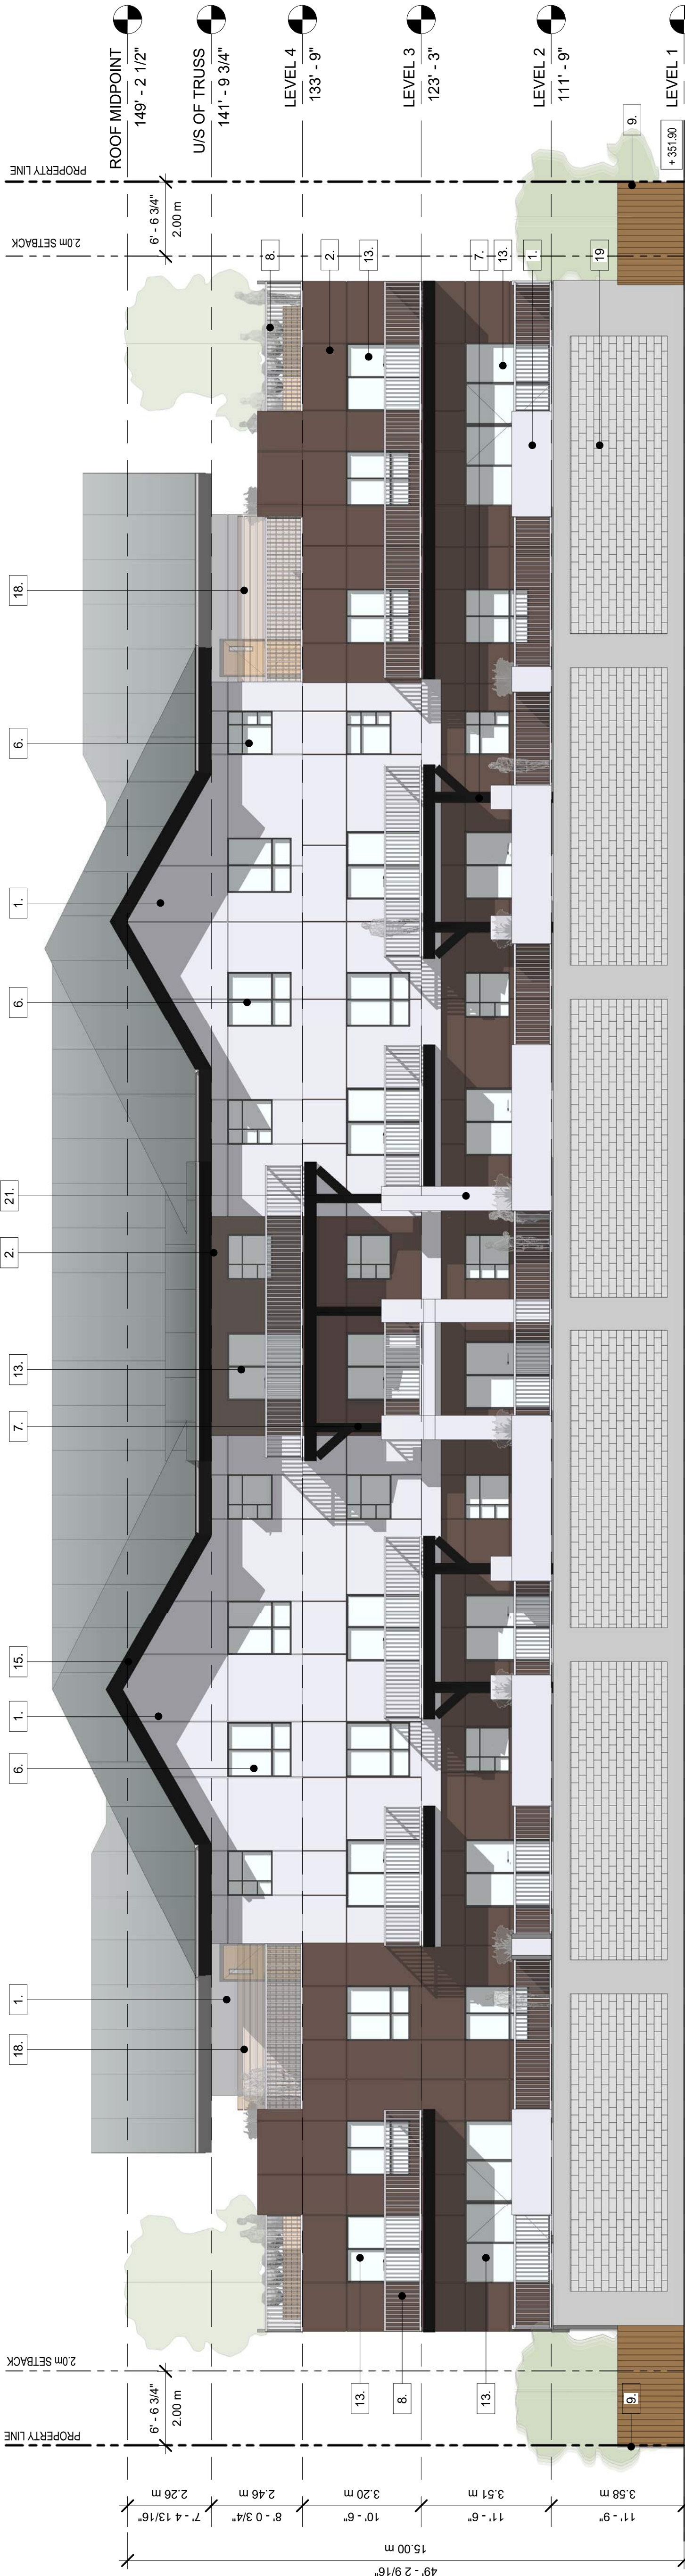 ROOF MIDPOINT
149' - 2 1/2"
U/S OF TRUSS
141' - 9 3/4"
LEVEL 4
133' - 9"
LEVEL 3
123' - 3"
LEVEL 2
111' - 9"
LEVEL 1
+ 351.90
PROPERTY LINE
6' - 6 3/4"
2.00 m
2.0m SETBACK
9.
8.
2.
13.
7.
13.
1.
19
18.
6.
1.
6.
21.
2.
13.
7.
15.
1.
6.
1.
18.
13.
8.
13.
9.
2.0m SETBACK
6' - 6 3/4"
2.00 m
PROPERTY LINE
7' - 4 13/16"
2.26 m
8' - 0 3/4"
2.46 m
10' - 6"
3.20 m
11' - 6"
3.51 m
11' - 9"
3.58 m
49' - 2 9/16"
15.00 m